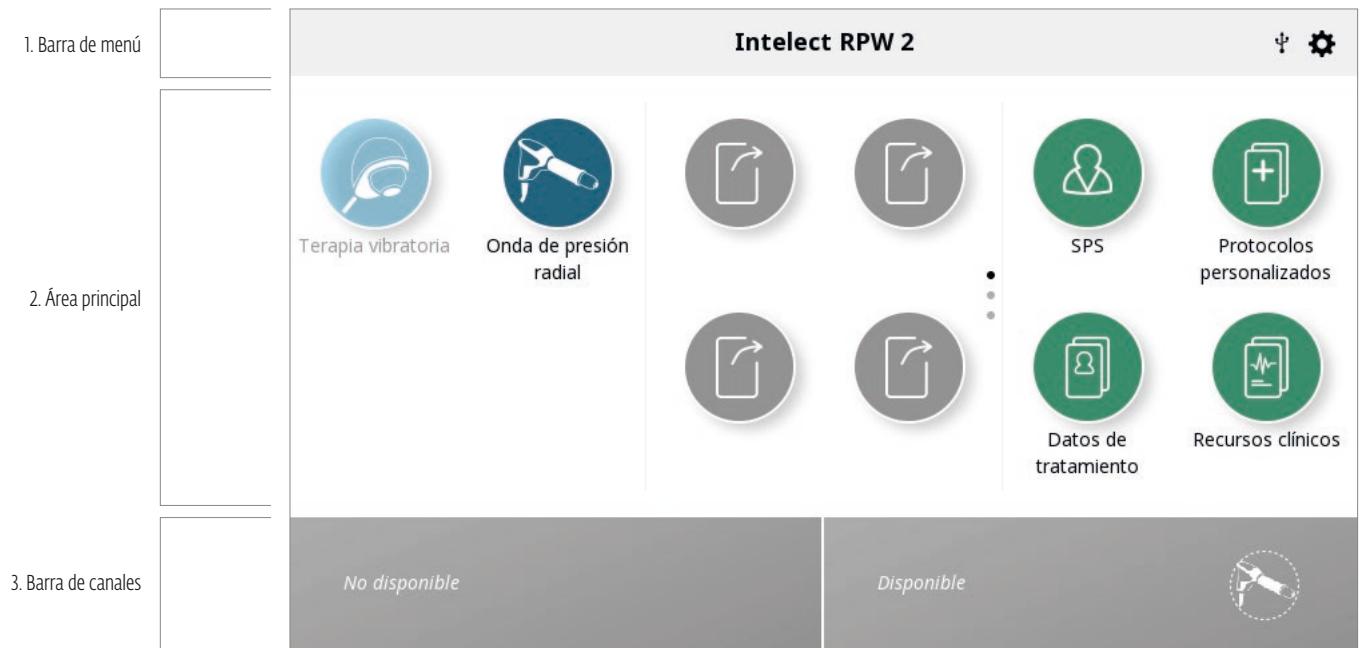 1. Barra de menú
Intelect RPW 2
2. Área principal
Terapia vibratoria
Onda de presión
radial
SPS
Protocolos
personalizados
Datos de
tratamiento
Recursos clínicos
3. Barra de canales
No disponible
Disponible